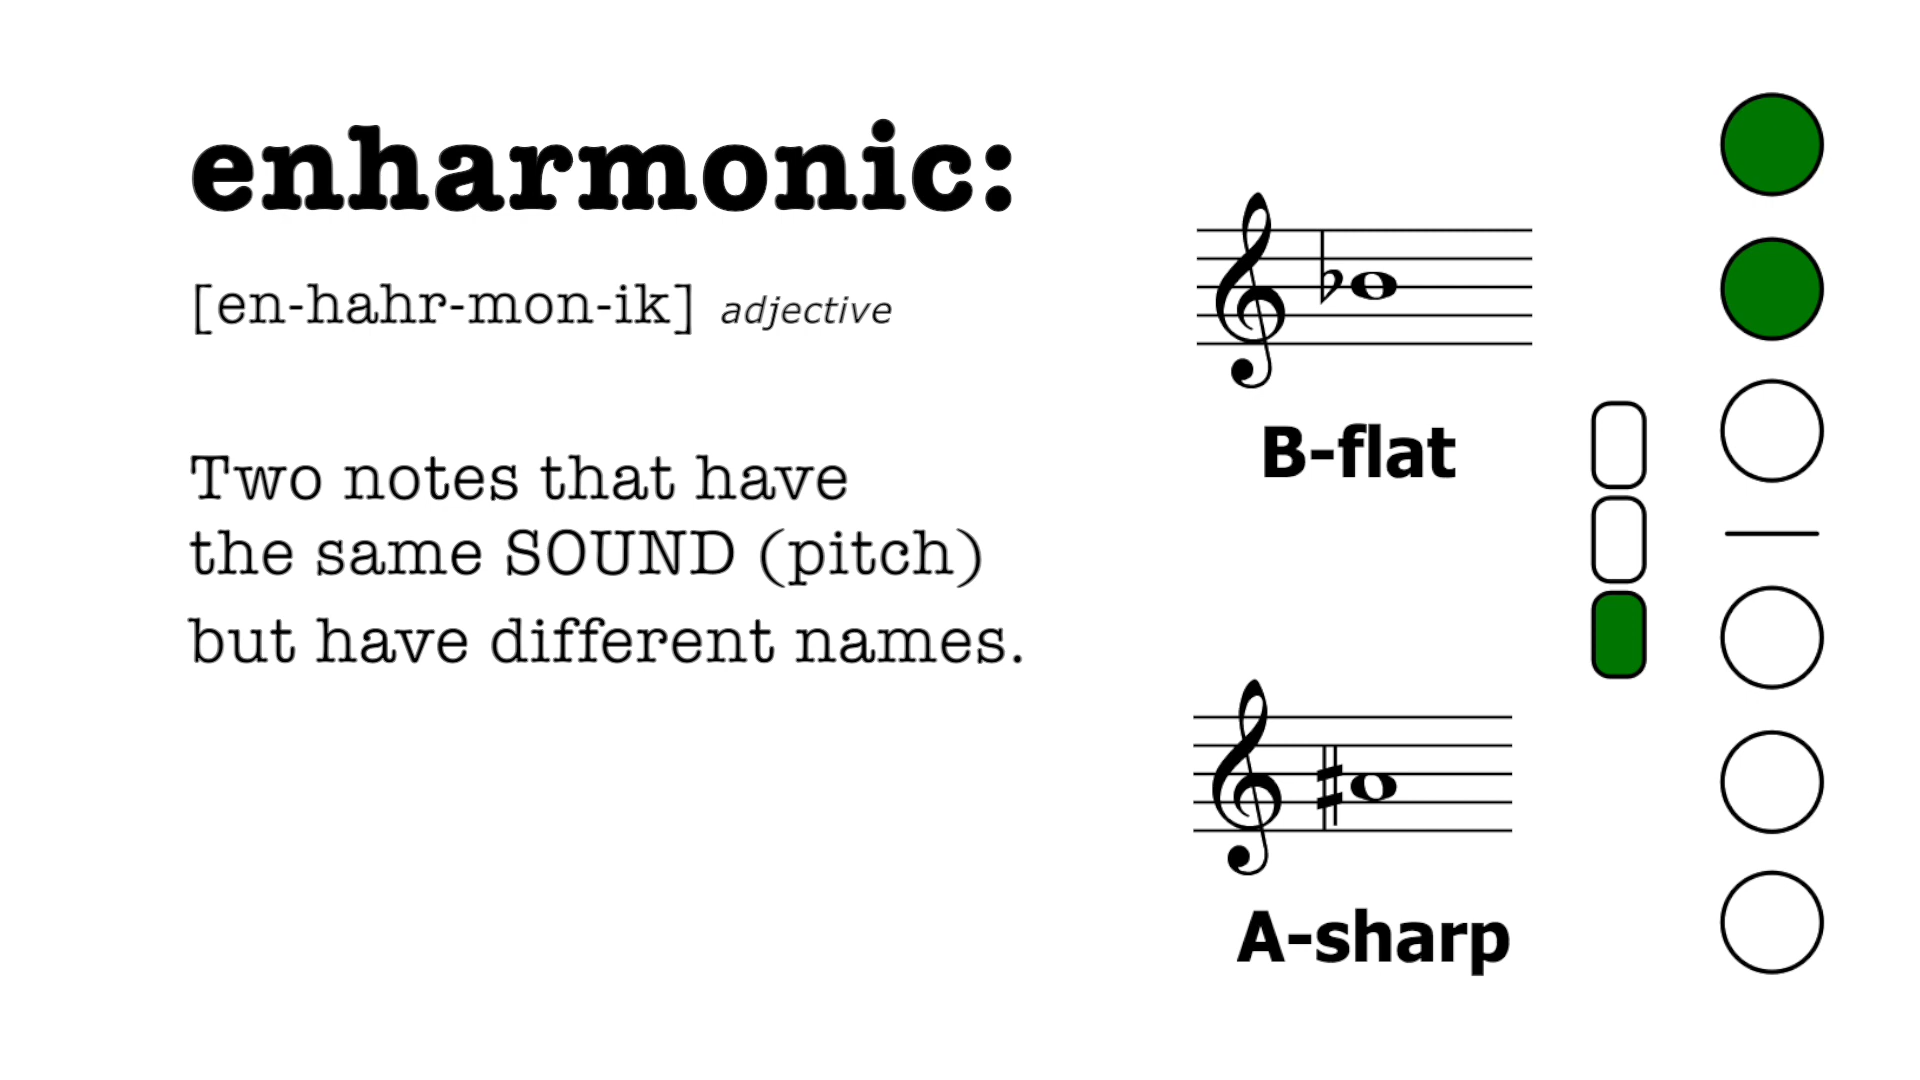 enharmonic:
[en-hahr-mon-ik] adjective
Two notes that have
the same SOUND (pitch)
but have different names.
B-flat
A-sharp